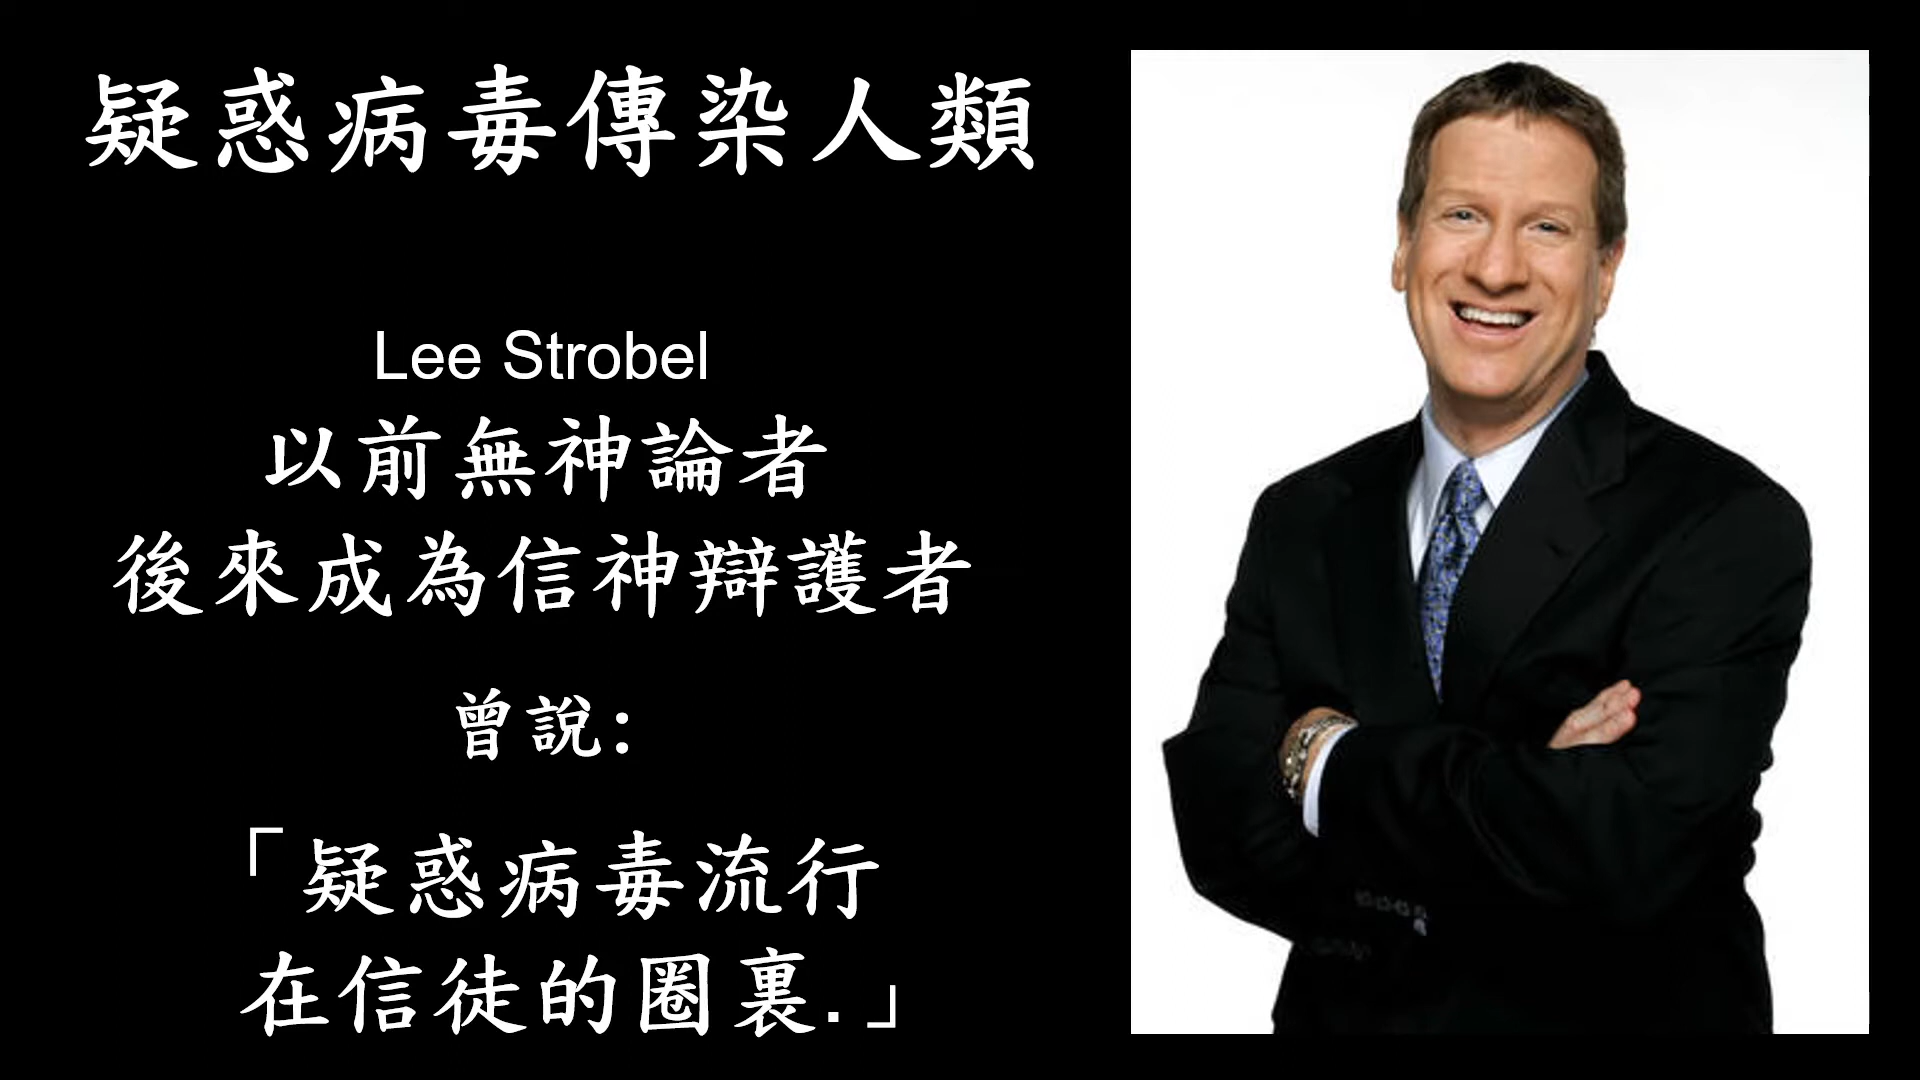 疑惑病毒傳染人類
Lee Strobel
以前無神論者
後來成為信神辯護者
曾說:
「疑惑病毒流行
在信徒的圈裏.」